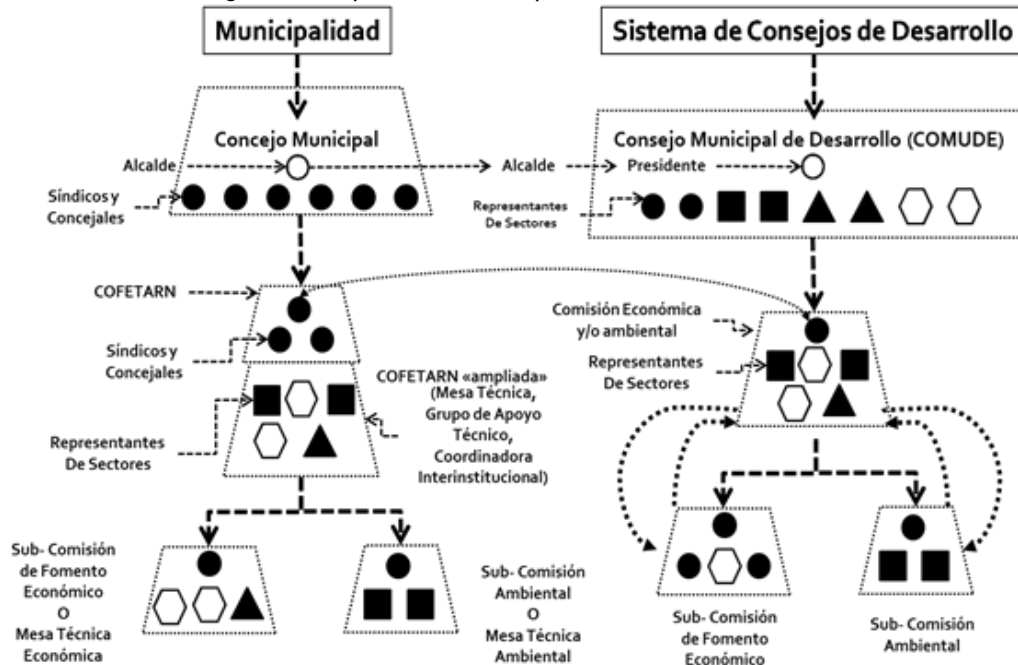 Municipalidad
Sistema de Consejos de Desarrollo
Concejo Municipal
Alcalde
Síndicos y
Concejales
Consejo Municipal de Desarrollo (COMUDE)
Alcalde
Presidente
Representantes
De Sectores
COFETARN
Síndicos y
Concejales
COFETARN «ampliada»
(Mesa Técnica,
Grupo de Apoyo
Técnico,
Coordinadora
Interinstitucional)
Representantes
De Sectores
Comisión Económica
y/o ambiental
Representantes
De Sectores
Sub- Comisión
de Fomento
Económico
O
Mesa Técnica
Económica
Sub- Comisión
Ambiental
O
Mesa Técnica
Ambiental
Sub- Comisión
de Fomento
Económico
Sub- Comisión
Ambiental